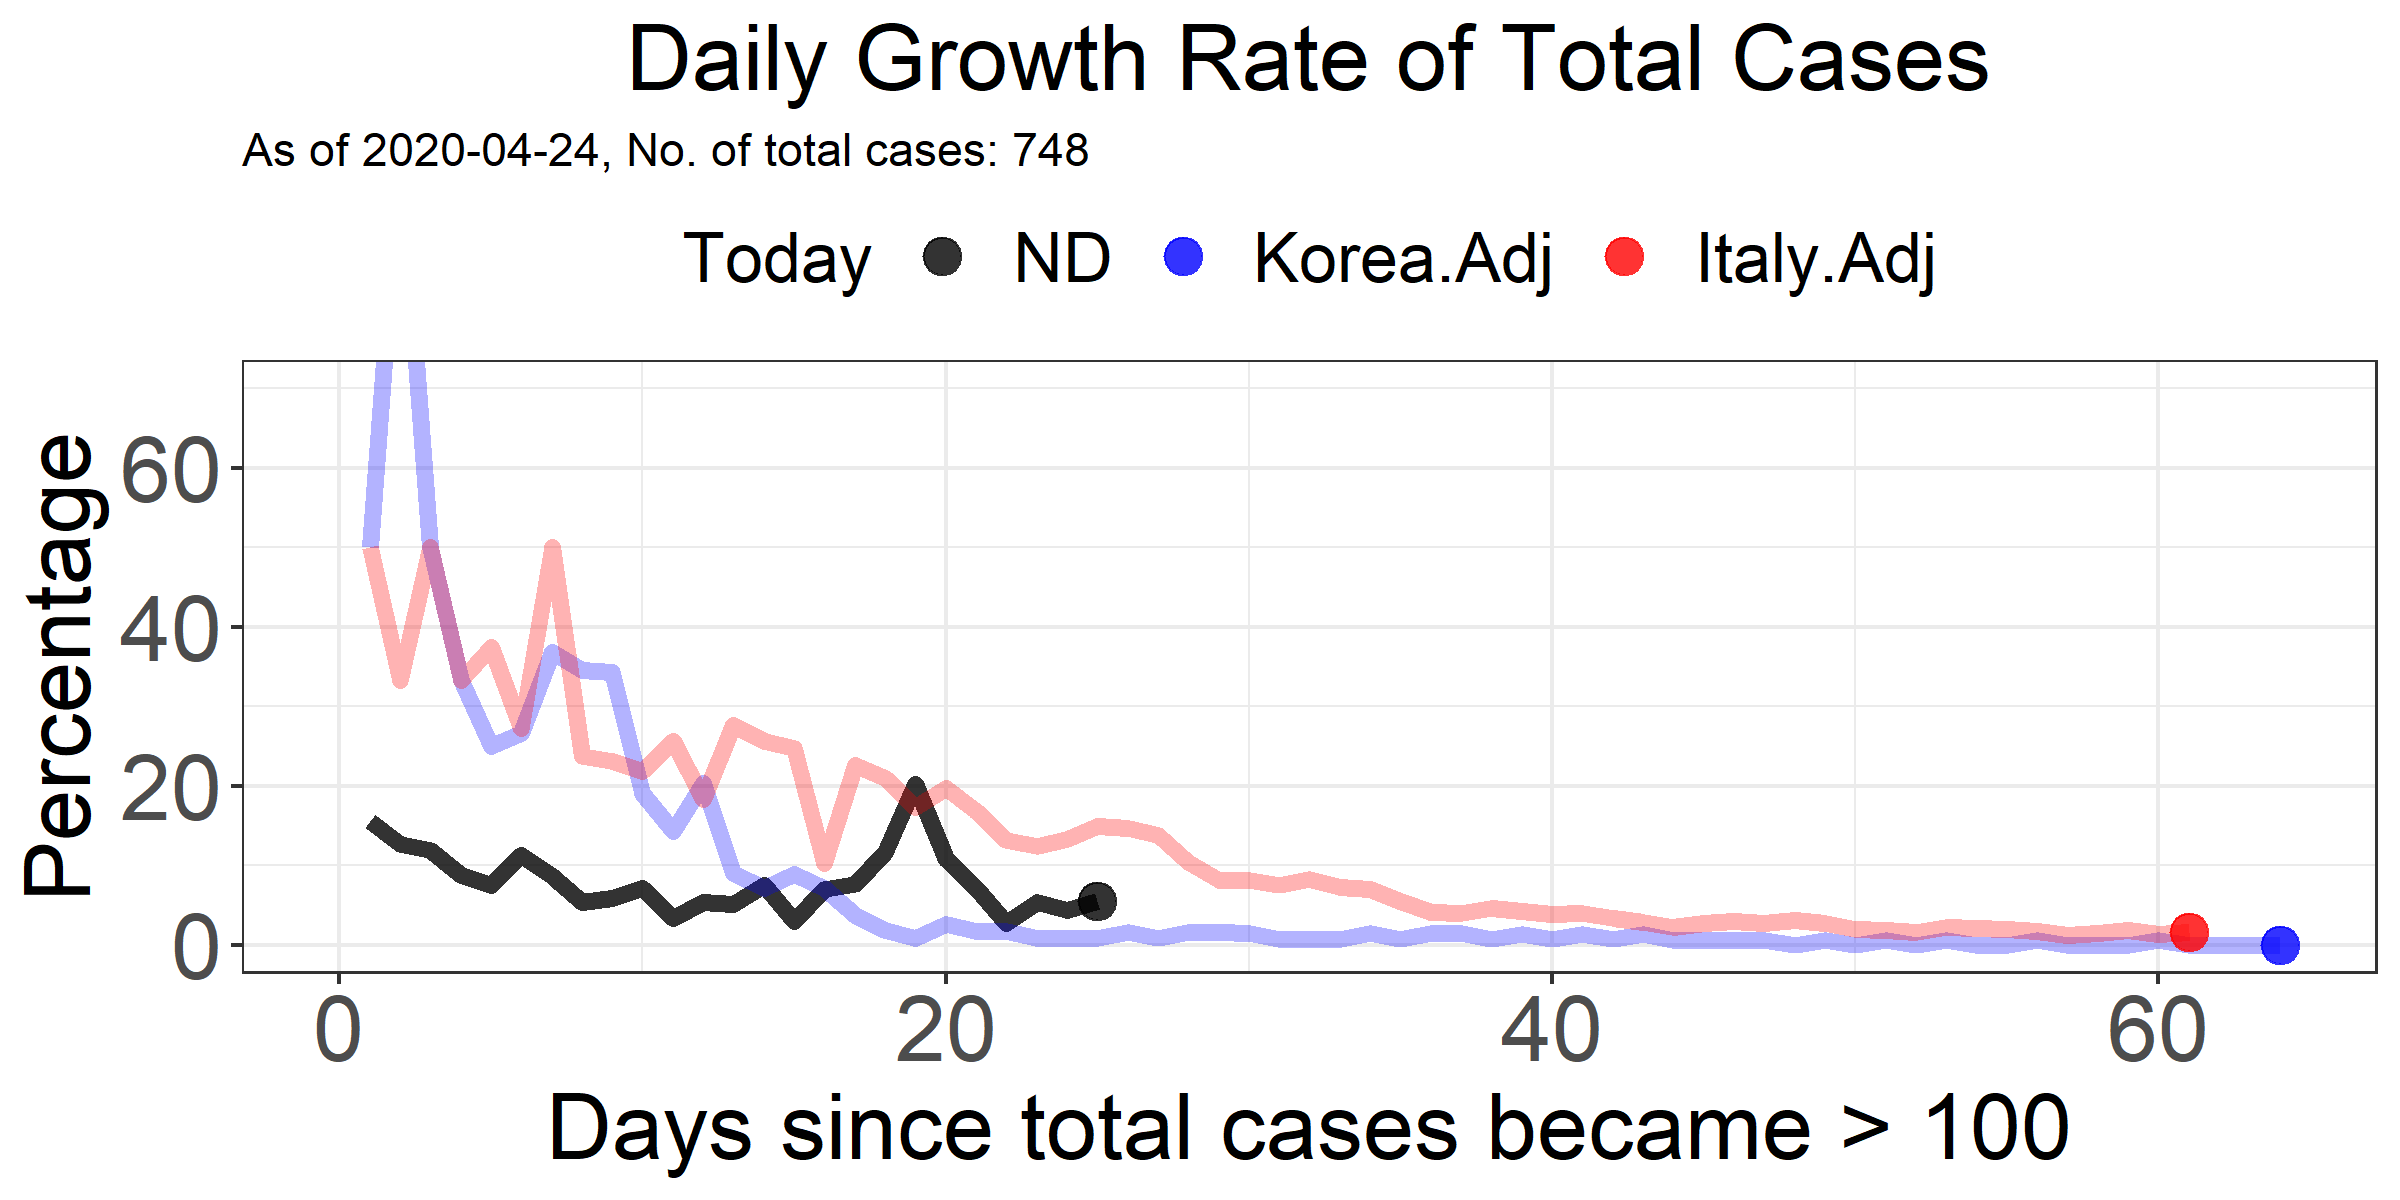 Daily Growth Rate of Total Cases
As of 2020-04-24, No. of total cases: 748
Today ND Korea.Adj Italy.Adj
Percentage
60
40
20
0
0 20 40 60
Days since total cases became > 100